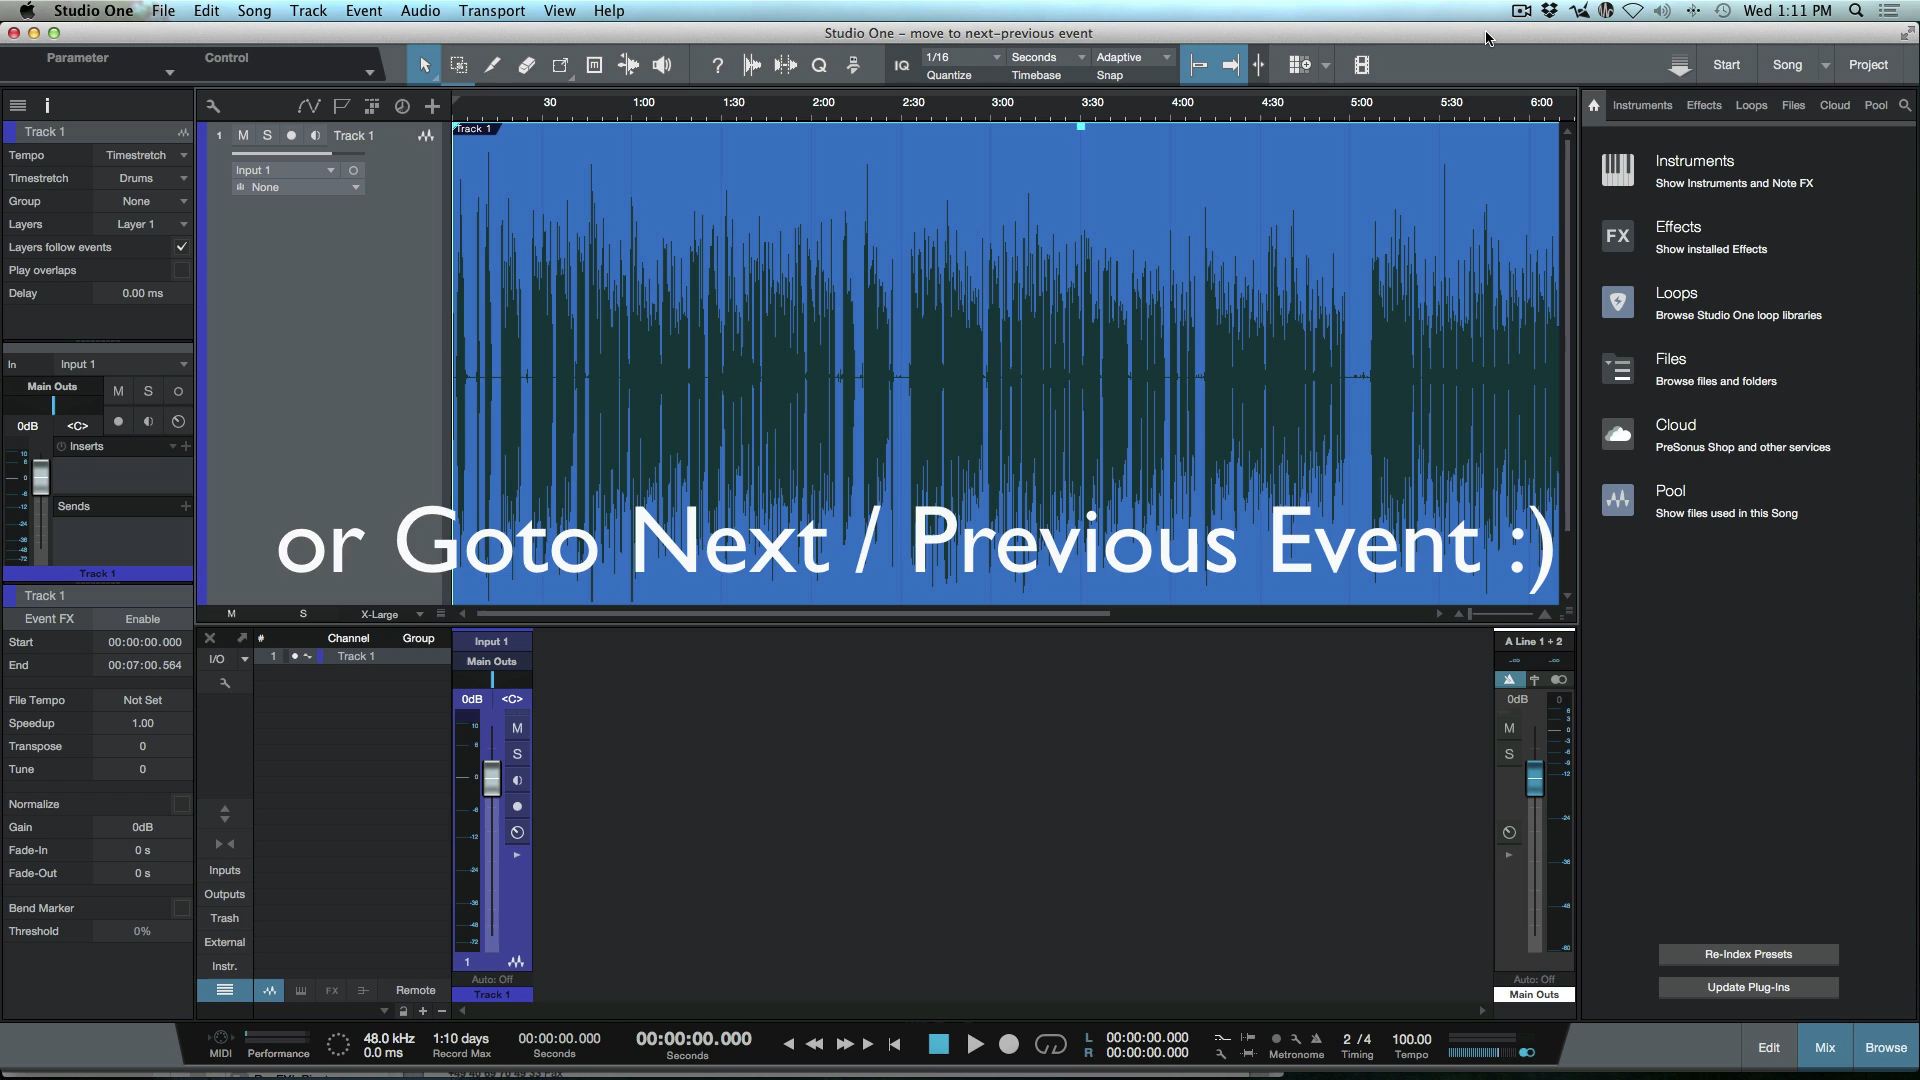 Studio One File Edit Song Track Event Audio Transport View Help
Wed 1:11 PM
Studio One - move to next-previous event
Parameter
Control
IQ
1/16
Quantize
Seconds
Timebase
Adaptive
Snap
Start
Song
Project
30 1:00 1:30 2:00 2:30 3:00 3:30 4:00 4:30 5:00 5:30 6:00
Instruments Effects Loops Files Cloud Pool
Track 1
Tempo Timestretch
Timestretch Drums
Group None
Layers Layer 1
Layers follow events
Play overlaps
Delay 0.00 ms
1 M S Track 1
Input 1
None
Track 1
Instruments
Show Instruments and Note FX
FX
Effects
Show installed Effects
Loops
Browse Studio One loop libraries
Files
Browse files and folders
Cloud
PreSonus Shop and other services
Pool
Show files used in this Song
In Input 1
Main Outs M S
0dB <C>
Inserts
Sends
Track 1
or Goto Next / Previous Event :)
M S X-Large
Track 1
Event FX Enable
Start 00:00:00.000
End 00:07:00.564
File Tempo Not Set
Speedup 1.00
Transpose 0
Tune 0
Normalize
Gain 0dB
Fade-In 0 s
Fade-Out 0 s
Bend Marker
Threshold 0%
# Channel Group
I/O
1 Track 1
Inputs
Outputs
Trash
External
Instr.
FX
Remote
Input 1
Main Outs
0dB <C>
M
S
1
Auto: Off
Track 1
A Line 1 + 2
0dB
M
S
Auto: Off
Main Outs
Re-Index Presets
Update Plug-Ins
MIDI
Performance
48.0 kHz
0.0 ms
1:10 days
Record Max
00:00:00.000
Seconds
00:00:00.000
Seconds
L 00:00:00.000
R 00:00:00.000
Metronome
2 / 4
Timing
100.00
Tempo
Edit
Mix
Browse